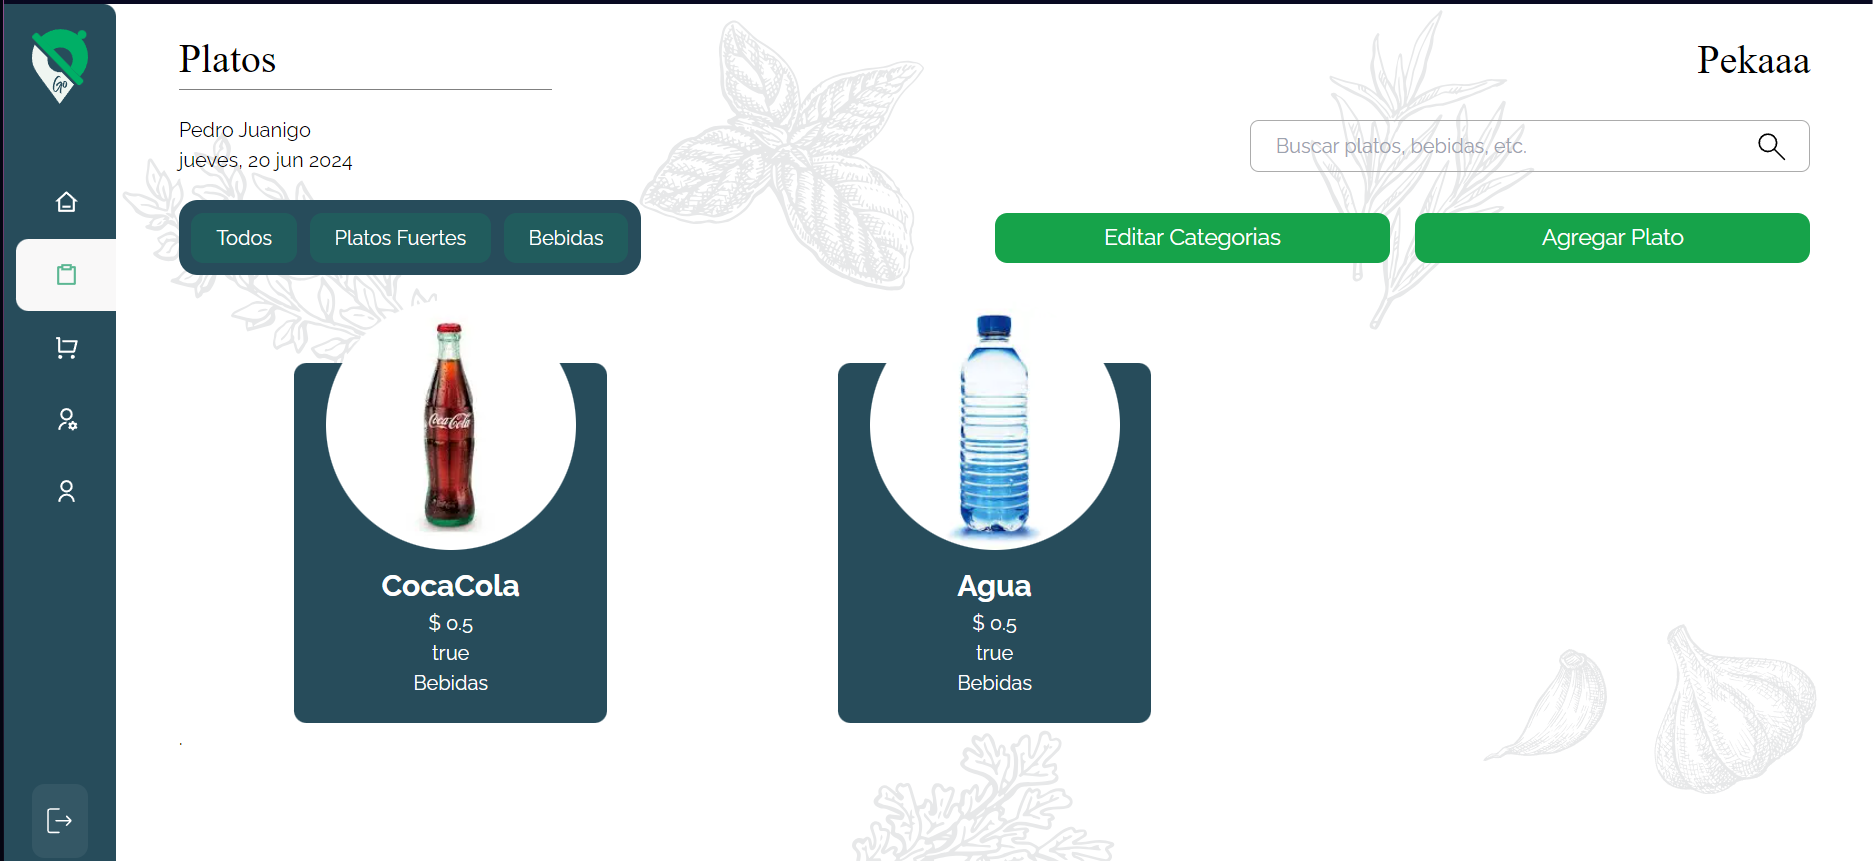 Go
Platos
Pekaaa
Pedro Juanigo
jueves, 20 jun 2024
Buscar platos, bebidas, etc.
Todos
Platos Fuertes
Bebidas
Editar Categorias
Agregar Plato
Coca-Cola
CocaCola
$ 0.5
true
Bebidas
Agua
$ 0.5
true
Bebidas
.